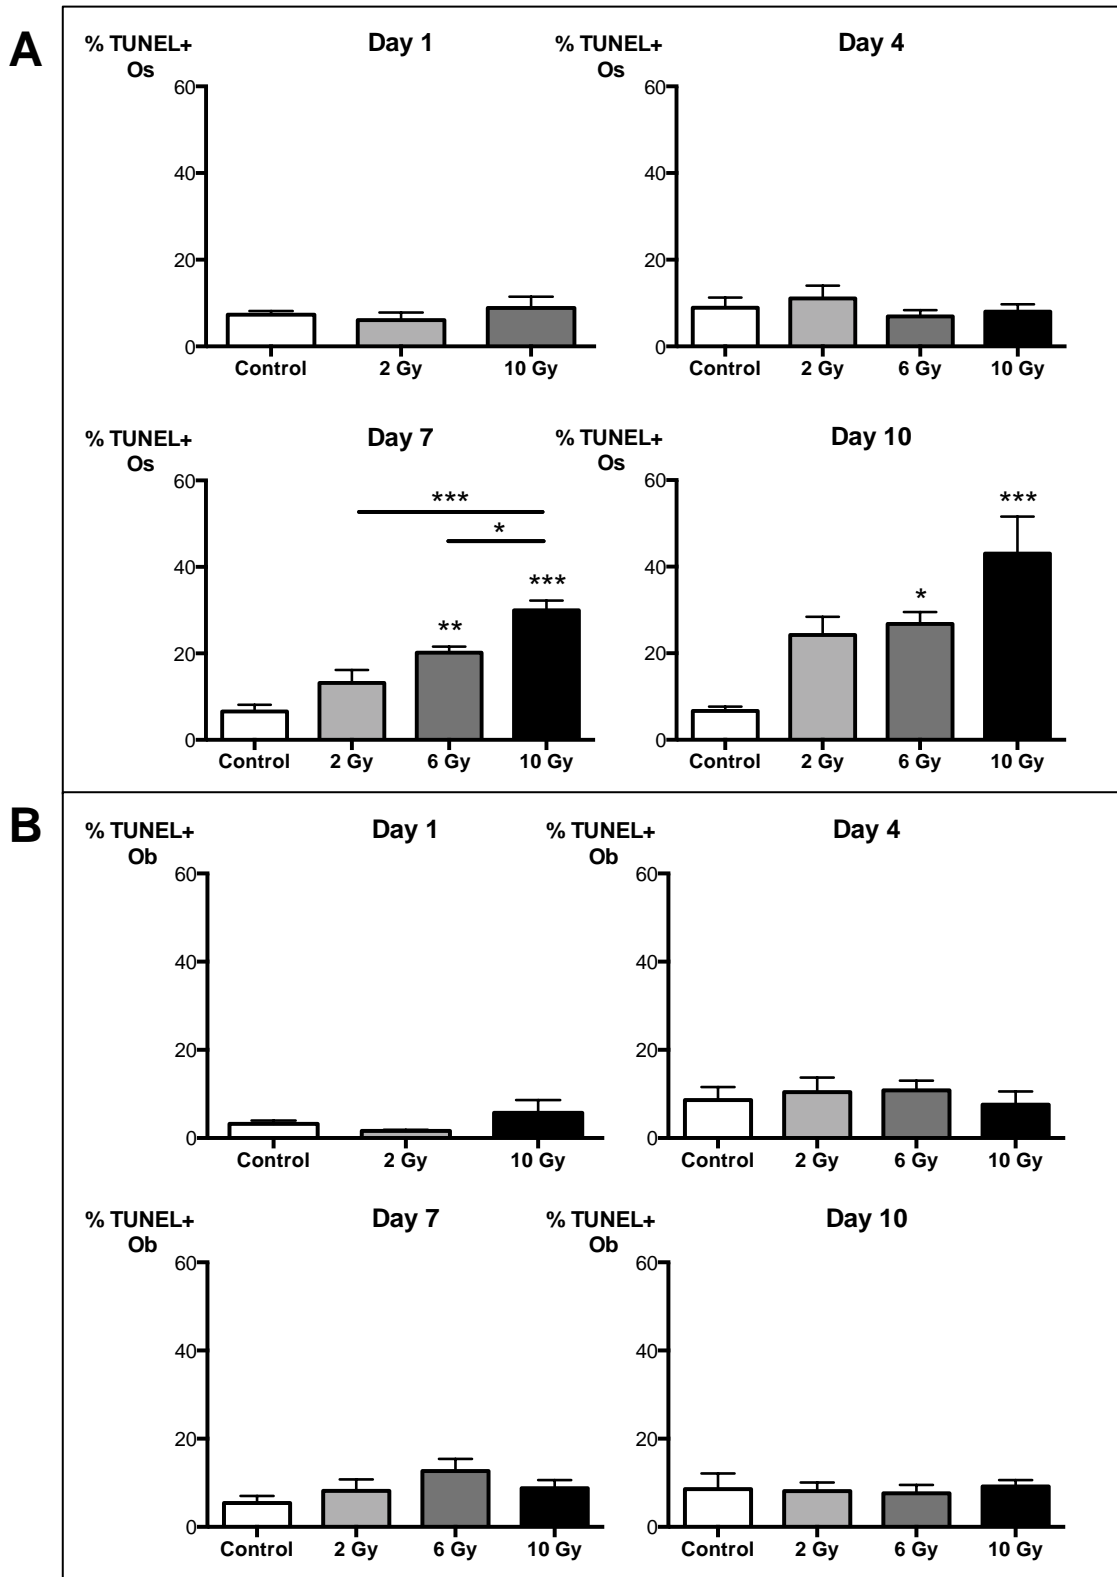 A
% TUNEL+
Os
Day 1
60
40
20
0
Control 2 Gy 10 Gy
% TUNEL+
Os
Day 4
60
40
20
0
Control 2 Gy 6 Gy 10 Gy
% TUNEL+
Os
Day 7
60
40
20
0
***
*
***
**
Control 2 Gy 6 Gy 10 Gy
% TUNEL+
Os
Day 10
60
40
20
0
***
*
Control 2 Gy 6 Gy 10 Gy
B
% TUNEL+
Ob
Day 1
60
40
20
0
Control 2 Gy 10 Gy
% TUNEL+
Ob
Day 4
60
40
20
0
Control 2 Gy 6 Gy 10 Gy
% TUNEL+
Ob
Day 7
60
40
20
0
Control 2 Gy 6 Gy 10 Gy
% TUNEL+
Ob
Day 10
60
40
20
0
Control 2 Gy 6 Gy 10 Gy